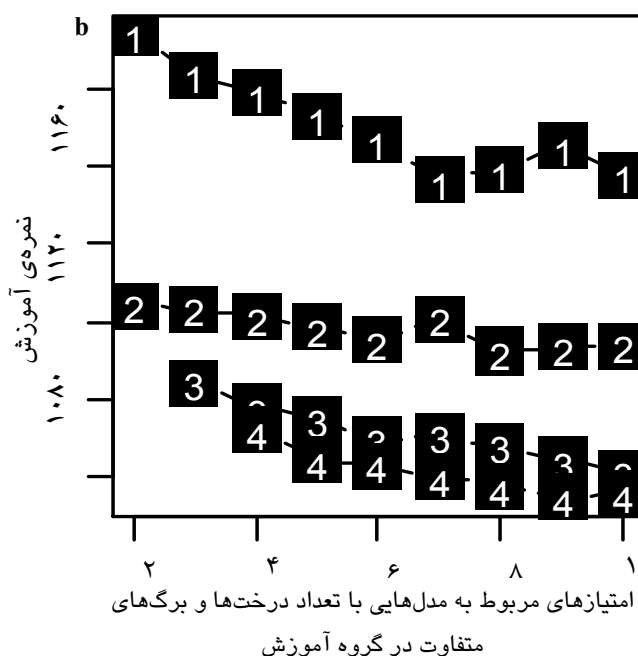 b
۱۱۶۰
۱۱۲۰
۱۰۸۰
نمره‌ی آموزش
1 1 1 1 1 1 1 1 1
2 2 2 2 2 2 2 2 2
3 3 3 3 3 3
4 4 4 4 4 4 4
۲ ۴ ۶ ۸ ۱
امتیازهای مربوط به مدل‌هایی با تعداد درخت‌ها و برگ‌های
متفاوت در گروه آموزش